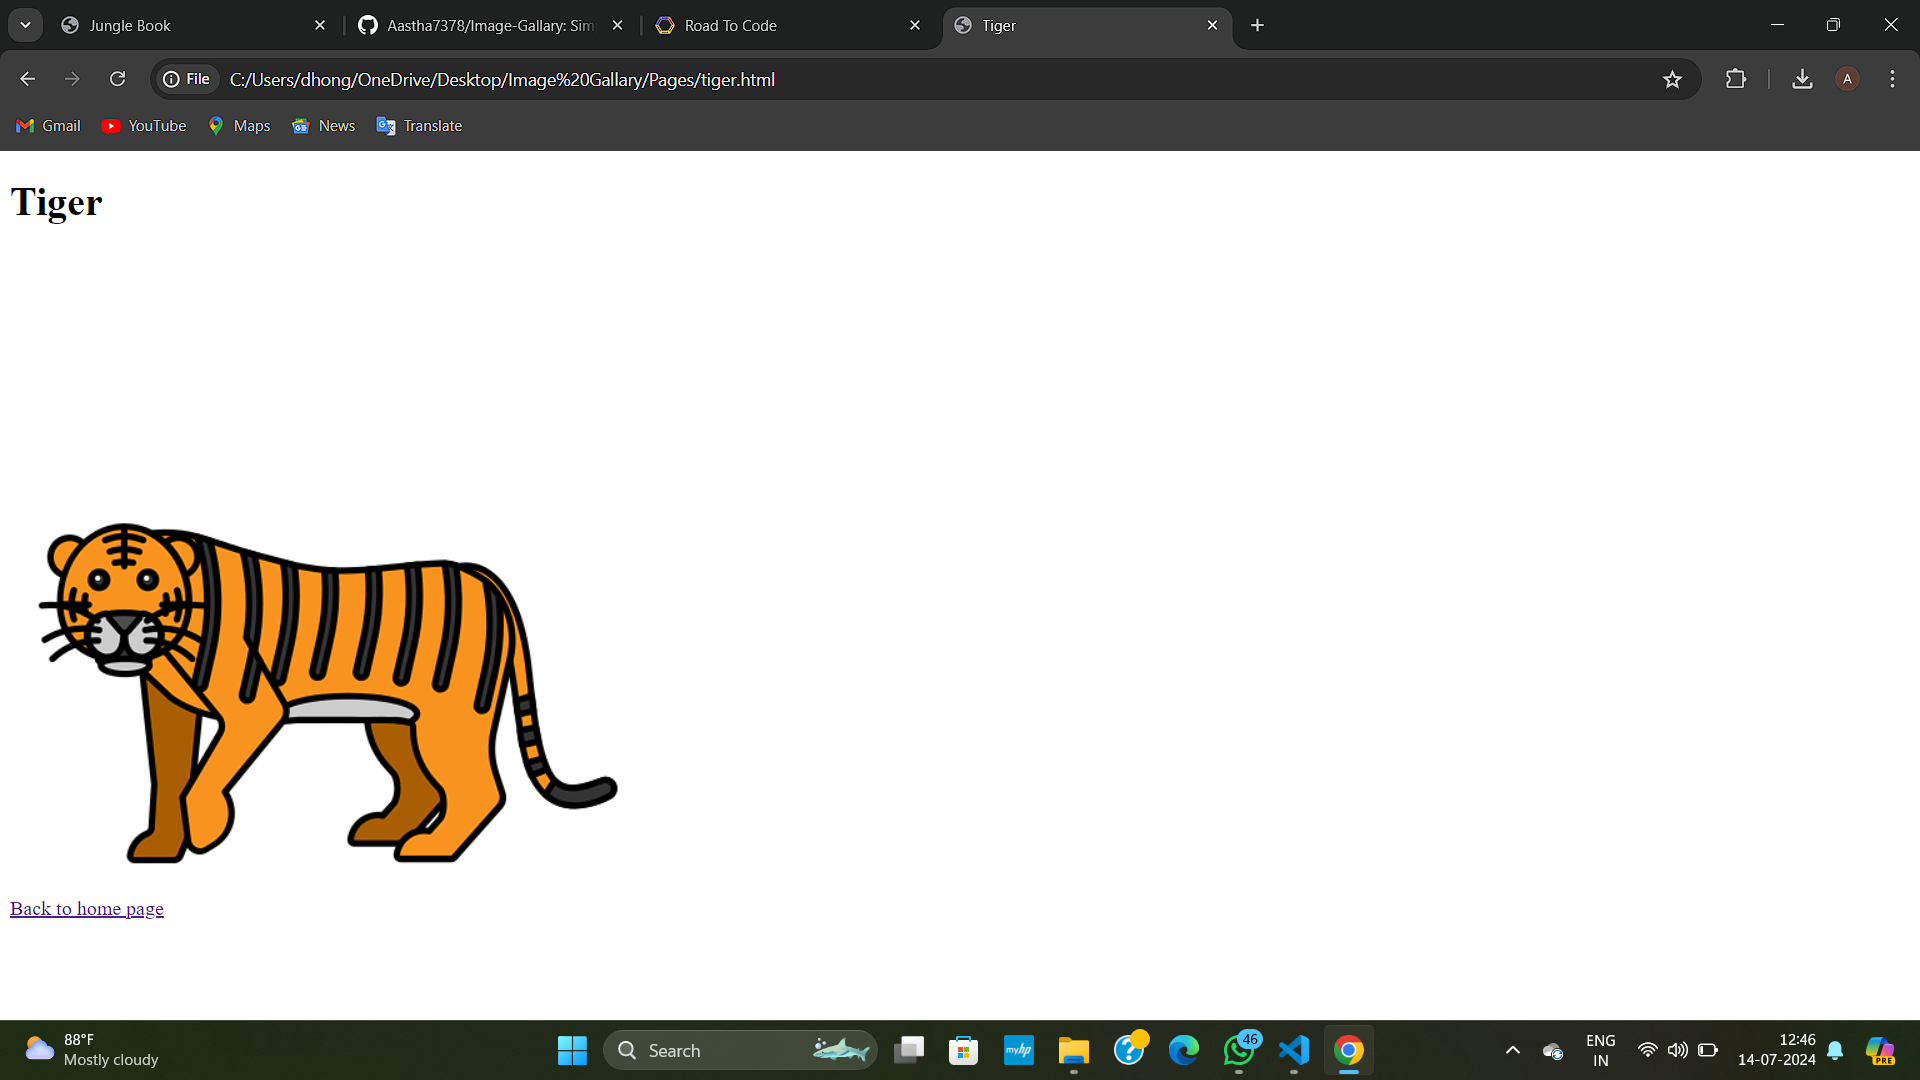 Jungle Book
Aastha7378/Image-Gallary: Sim
Road To Code
Tiger
File
C:/Users/dhong/OneDrive/Desktop/Image%20Gallary/Pages/tiger.html
A
Gmail
YouTube
Maps
News
Translate
Tiger
Back to home page
88°F
Mostly cloudy
Search
myhp
46
ENG
IN
12:46
14-07-2024
PRE